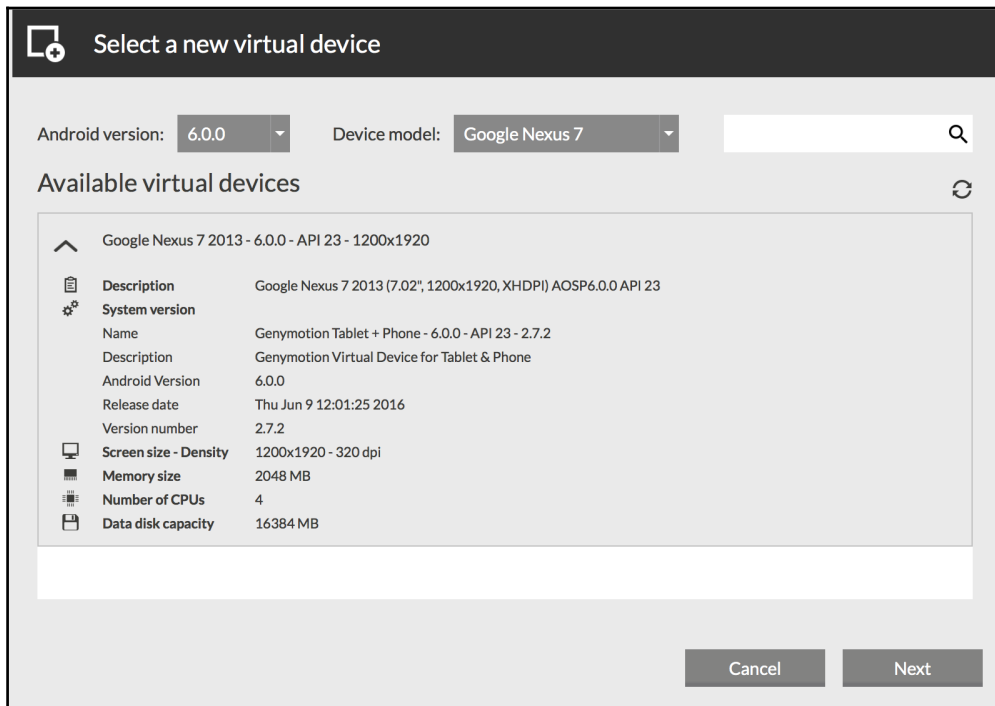 Select a new virtual device
Android version: 6.0.0 Device model: Google Nexus 7
Available virtual devices
Google Nexus 7 2013 - 6.0.0 - API 23 - 1200x1920
Description Google Nexus 7 2013 (7.02", 1200x1920, XHDPI) AOSP6.0.0 API 23
System version
Name Genymotion Tablet + Phone - 6.0.0 - API 23 - 2.7.2
Description Genymotion Virtual Device for Tablet & Phone
Android Version 6.0.0
Release date Thu Jun 9 12:01:25 2016
Version number 2.7.2
Screen size - Density 1200x1920 - 320 dpi
Memory size 2048 MB
Number of CPUs 4
Data disk capacity 16384 MB
Cancel Next